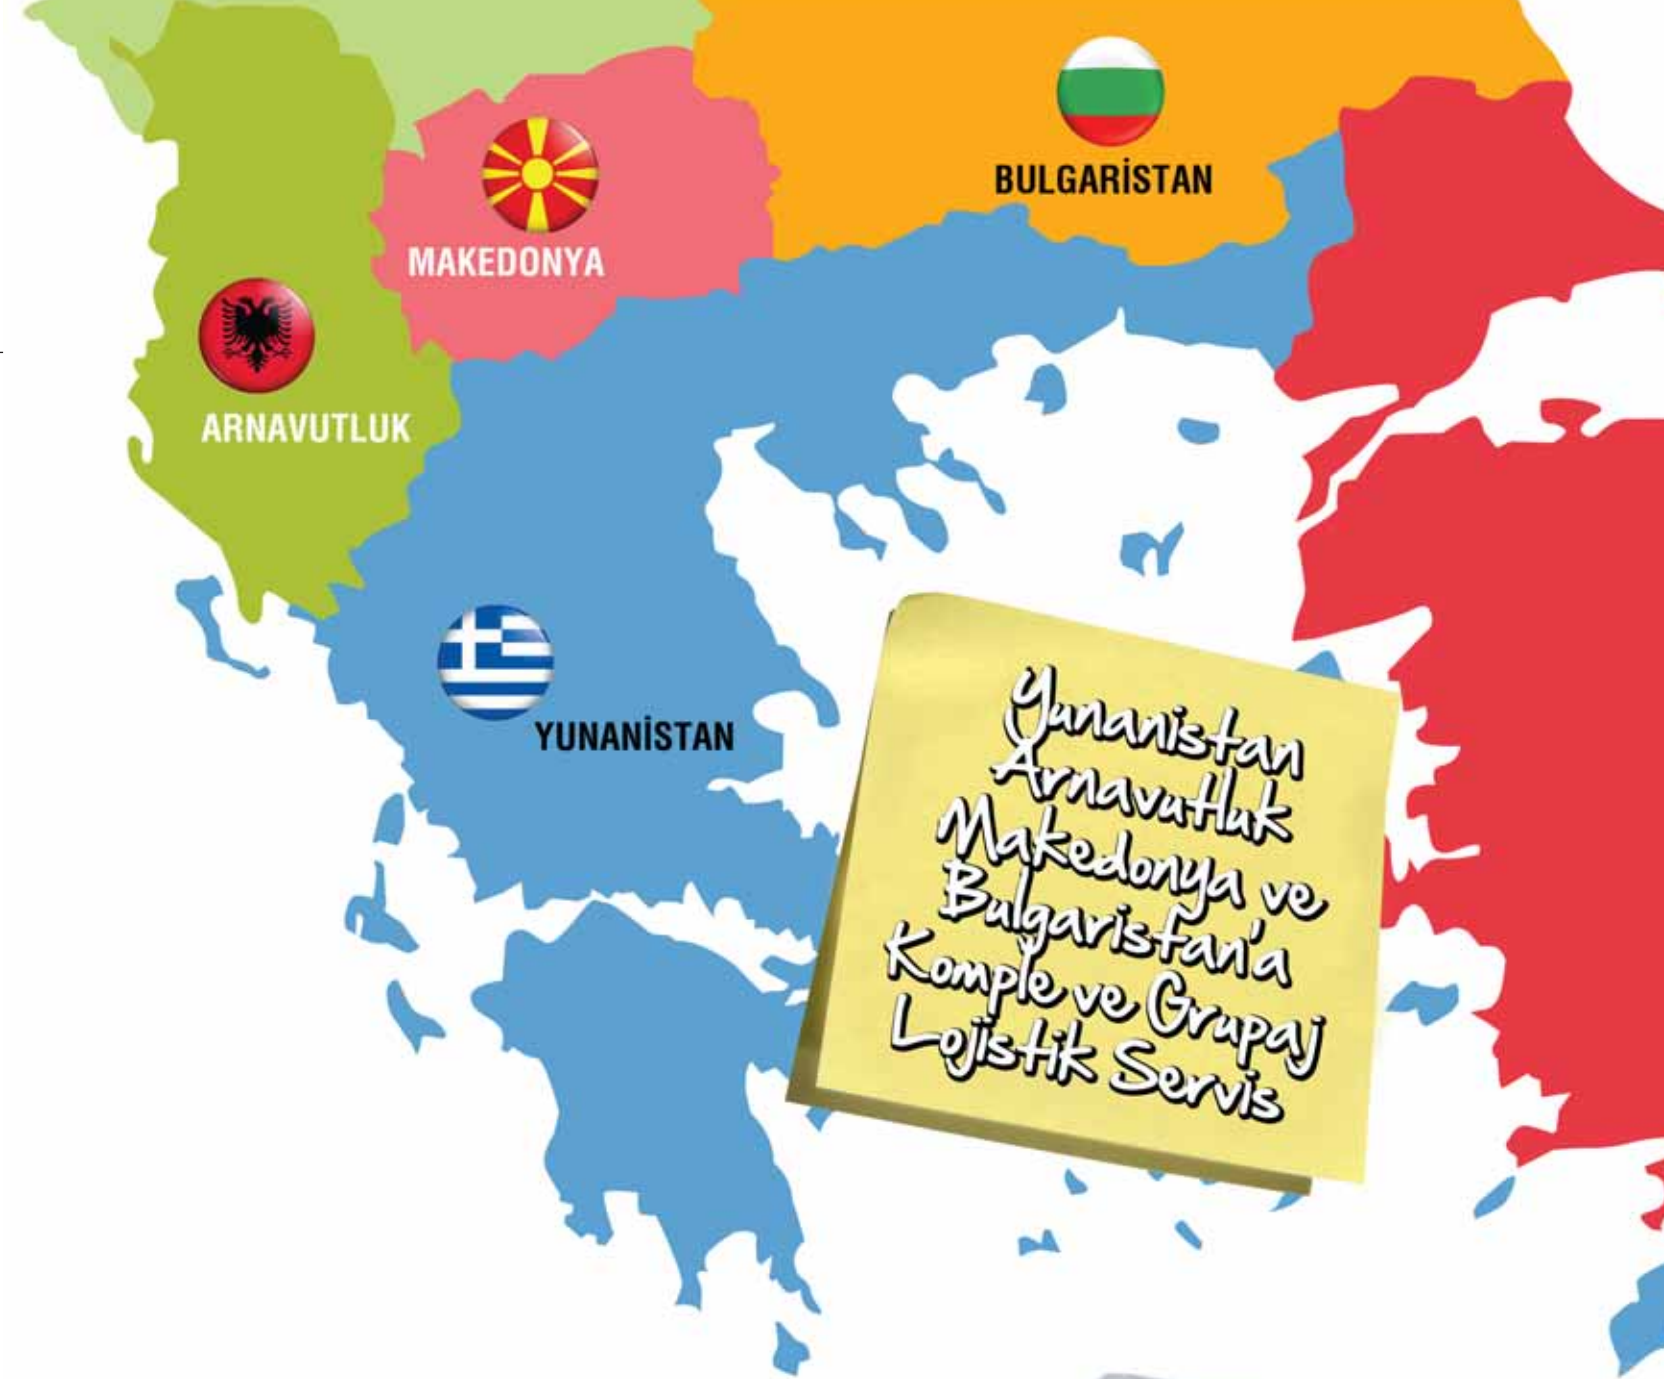 BULGARİSTAN
MAKEDONYA
ARNAVUTLUK
YUNANİSTAN
Yunanistan
Arnavutluk
Makedonya ve
Bulgaristan'a
Komple ve Grupaj
Lojistik Servis